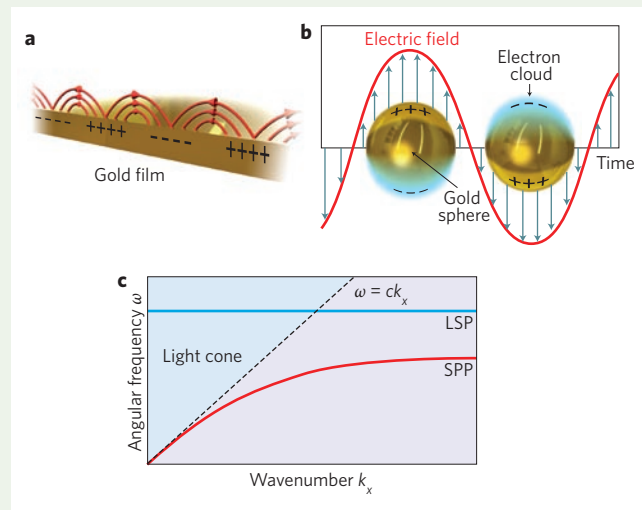 a
− − − − + + + + − − − − + + + +
Gold film
b
Electric field
Electron
cloud
− − −
+ + +
+ + +
− − −
Time
Gold
sphere
c
ω = ckₓ
LSP
Light cone
SPP
Angular frequency ω
Wavenumber kₓ